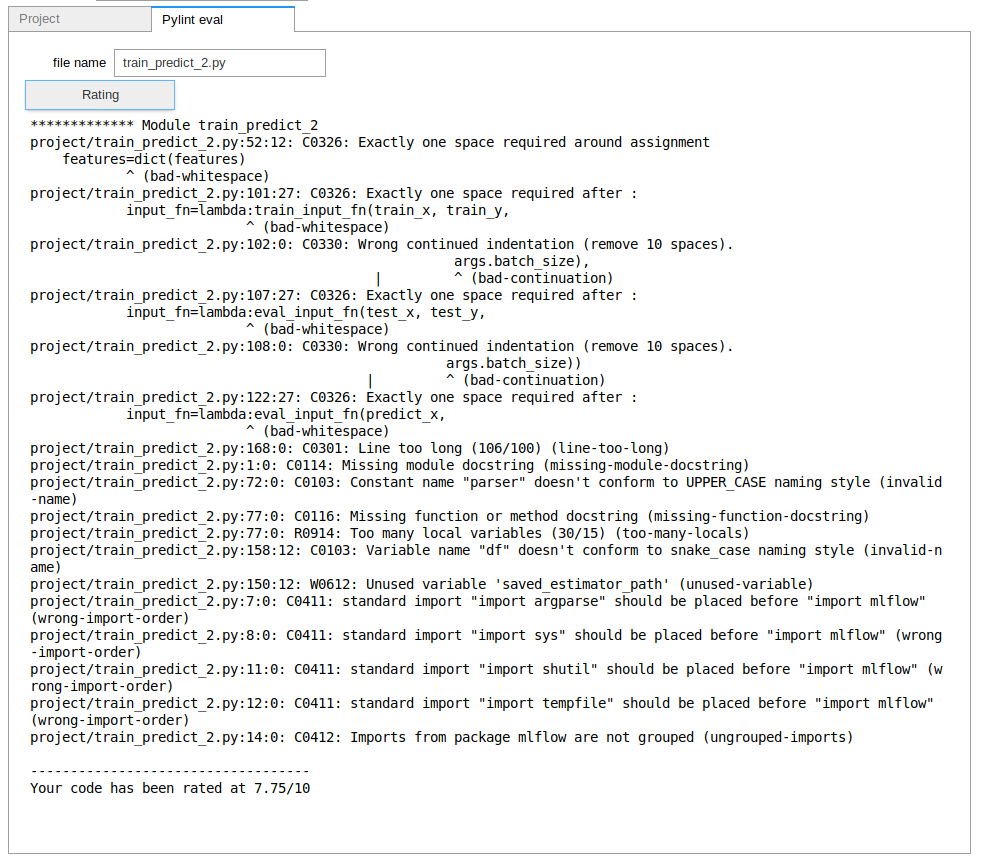 Project
Pylint eval
file name
train_predict_2.py
Rating
************* Module train_predict_2
project/train_predict_2.py:52:12: C0326: Exactly one space required around assignment
    features=dict(features)
            ^ (bad-whitespace)
project/train_predict_2.py:101:27: C0326: Exactly one space required after :
            input_fn=lambda:train_input_fn(train_x, train_y,
                           ^ (bad-whitespace)
project/train_predict_2.py:102:0: C0330: Wrong continued indentation (remove 10 spaces).
                                                     args.batch_size),
                                           |         ^ (bad-continuation)
project/train_predict_2.py:107:27: C0326: Exactly one space required after :
            input_fn=lambda:eval_input_fn(test_x, test_y,
                           ^ (bad-whitespace)
project/train_predict_2.py:108:0: C0330: Wrong continued indentation (remove 10 spaces).
                                                    args.batch_size))
                                          |         ^ (bad-continuation)
project/train_predict_2.py:122:27: C0326: Exactly one space required after :
            input_fn=lambda:eval_input_fn(predict_x,
                           ^ (bad-whitespace)
project/train_predict_2.py:168:0: C0301: Line too long (106/100) (line-too-long)
project/train_predict_2.py:1:0: C0114: Missing module docstring (missing-module-docstring)
project/train_predict_2.py:72:0: C0103: Constant name "parser" doesn't conform to UPPER_CASE naming style (invalid
-name)
project/train_predict_2.py:77:0: C0116: Missing function or method docstring (missing-function-docstring)
project/train_predict_2.py:77:0: R0914: Too many local variables (30/15) (too-many-locals)
project/train_predict_2.py:158:12: C0103: Variable name "df" doesn't conform to snake_case naming style (invalid-n
ame)
project/train_predict_2.py:150:12: W0612: Unused variable 'saved_estimator_path' (unused-variable)
project/train_predict_2.py:7:0: C0411: standard import "import argparse" should be placed before "import mlflow"
(wrong-import-order)
project/train_predict_2.py:8:0: C0411: standard import "import sys" should be placed before "import mlflow" (wrong
-import-order)
project/train_predict_2.py:11:0: C0411: standard import "import shutil" should be placed before "import mlflow" (w
rong-import-order)
project/train_predict_2.py:12:0: C0411: standard import "import tempfile" should be placed before "import mlflow"
(wrong-import-order)
project/train_predict_2.py:14:0: C0412: Imports from package mlflow are not grouped (ungrouped-imports)
-----------------------------------
Your code has been rated at 7.75/10